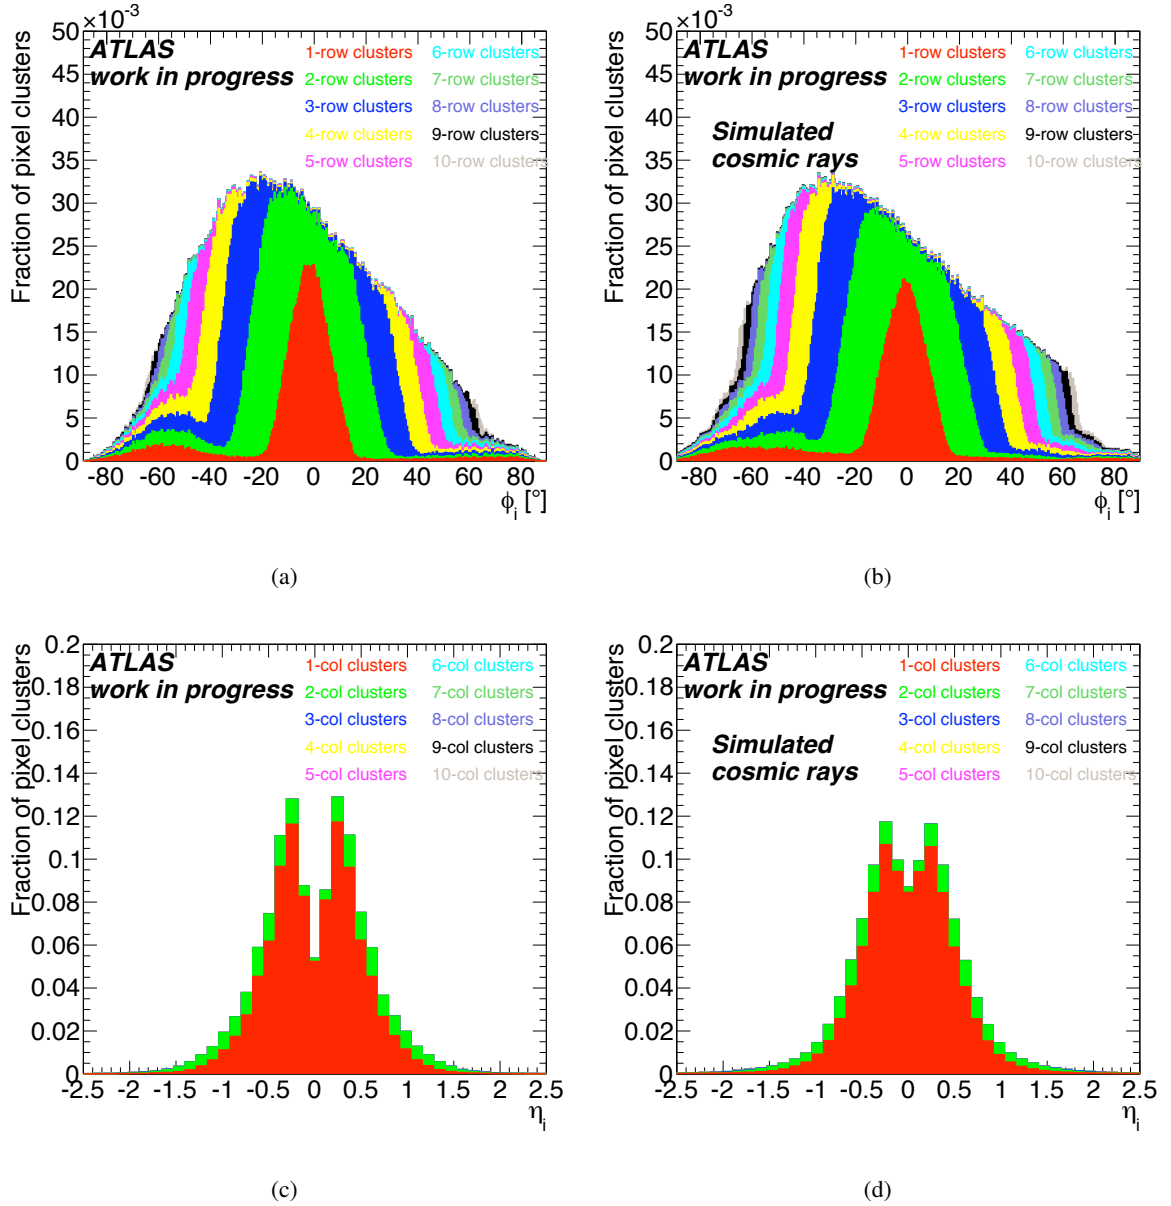 ×10⁻³
Fraction of pixel clusters
50
45
40
35
30
25
20
15
10
5
0
ATLAS
work in progress
1-row clusters
2-row clusters
3-row clusters
4-row clusters
5-row clusters
6-row clusters
7-row clusters
8-row clusters
9-row clusters
10-row clusters
-80 -60 -40 -20 0 20 40 60 80
ϕi [°]
(a)
×10⁻³
Fraction of pixel clusters
50
45
40
35
30
25
20
15
10
5
0
ATLAS
work in progress
Simulated
cosmic rays
1-row clusters
2-row clusters
3-row clusters
4-row clusters
5-row clusters
6-row clusters
7-row clusters
8-row clusters
9-row clusters
10-row clusters
-80 -60 -40 -20 0 20 40 60 80
ϕi [°]
(b)
Fraction of pixel clusters
0.2
0.18
0.16
0.14
0.12
0.1
0.08
0.06
0.04
0.02
0
ATLAS
work in progress
1-col clusters
2-col clusters
3-col clusters
4-col clusters
5-col clusters
6-col clusters
7-col clusters
8-col clusters
9-col clusters
10-col clusters
-2.5 -2 -1.5 -1 -0.5 0 0.5 1 1.5 2 2.5
ηi
(c)
Fraction of pixel clusters
0.2
0.18
0.16
0.14
0.12
0.1
0.08
0.06
0.04
0.02
0
ATLAS
work in progress
Simulated
cosmic rays
1-col clusters
2-col clusters
3-col clusters
4-col clusters
5-col clusters
6-col clusters
7-col clusters
8-col clusters
9-col clusters
10-col clusters
-2.5 -2 -1.5 -1 -0.5 0 0.5 1 1.5 2 2.5
ηi
(d)